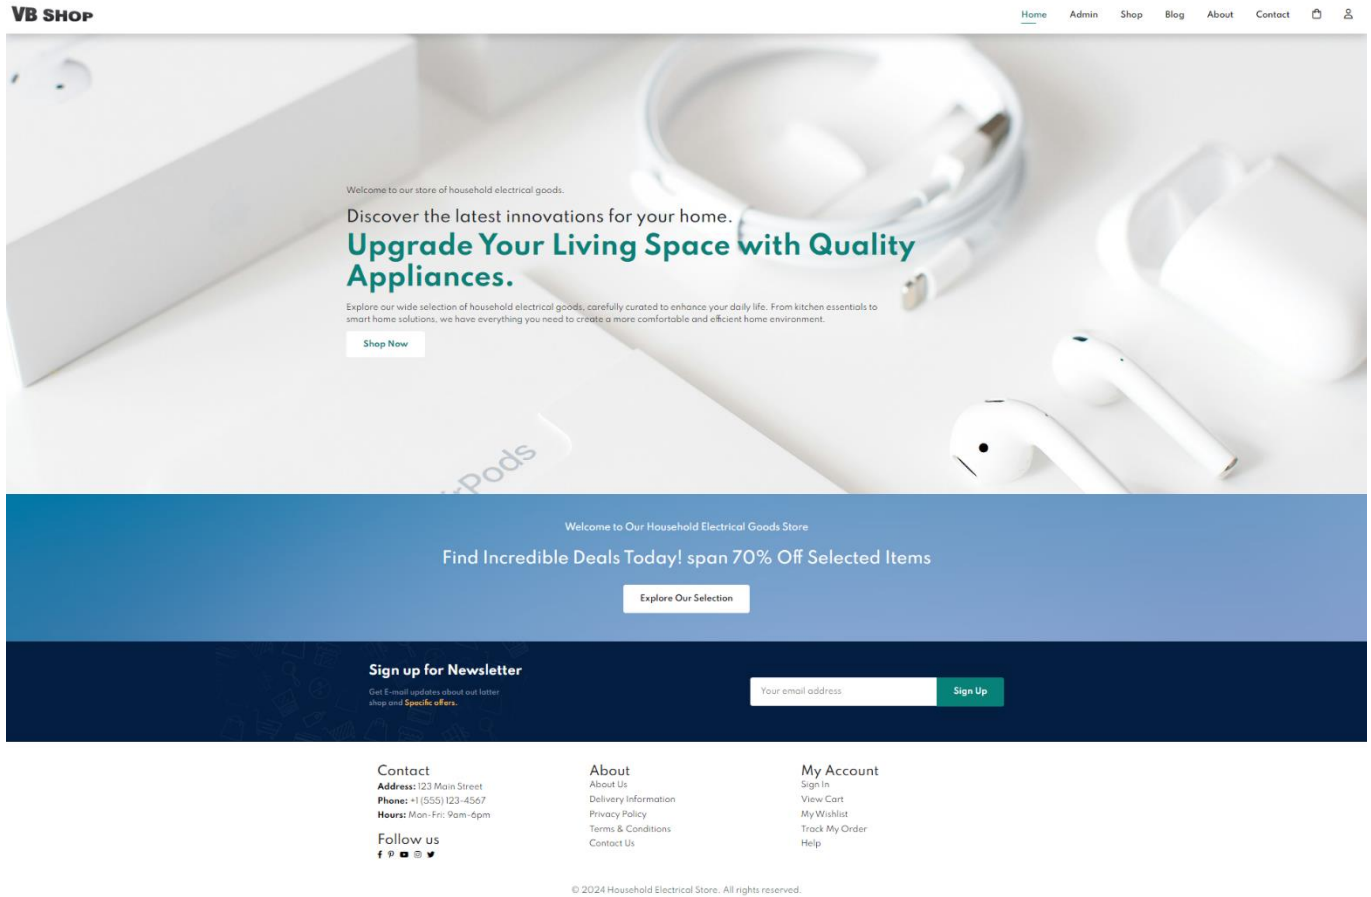 VB SHOP
Home Admin Shop Blog About Contact
Welcome to our store of household electrical goods.
Discover the latest innovations for your home.
Upgrade Your Living Space with Quality
Appliances.
Explore our wide selection of household electrical goods, carefully curated to enhance your daily life. From kitchen essentials to
smart home solutions, we have everything you need to create a more comfortable and efficient home environment.
Shop Now
rPods
Welcome to Our Household Electrical Goods Store
Find Incredible Deals Today! span 70% Off Selected Items
Explore Our Selection
Sign up for Newsletter
Get E-mail updates about out latter
shop and Specific offers.
Your email address
Sign Up
Contact
Address: 123 Main Street
Phone: +1 (555) 123-4567
Hours: Mon-Fri: 9am-6pm
Follow us
About
About Us
Delivery Information
Privacy Policy
Terms & Conditions
Contact Us
My Account
Sign In
View Cart
My Wishlist
Track My Order
Help
© 2024 Household Electrical Store. All rights reserved.